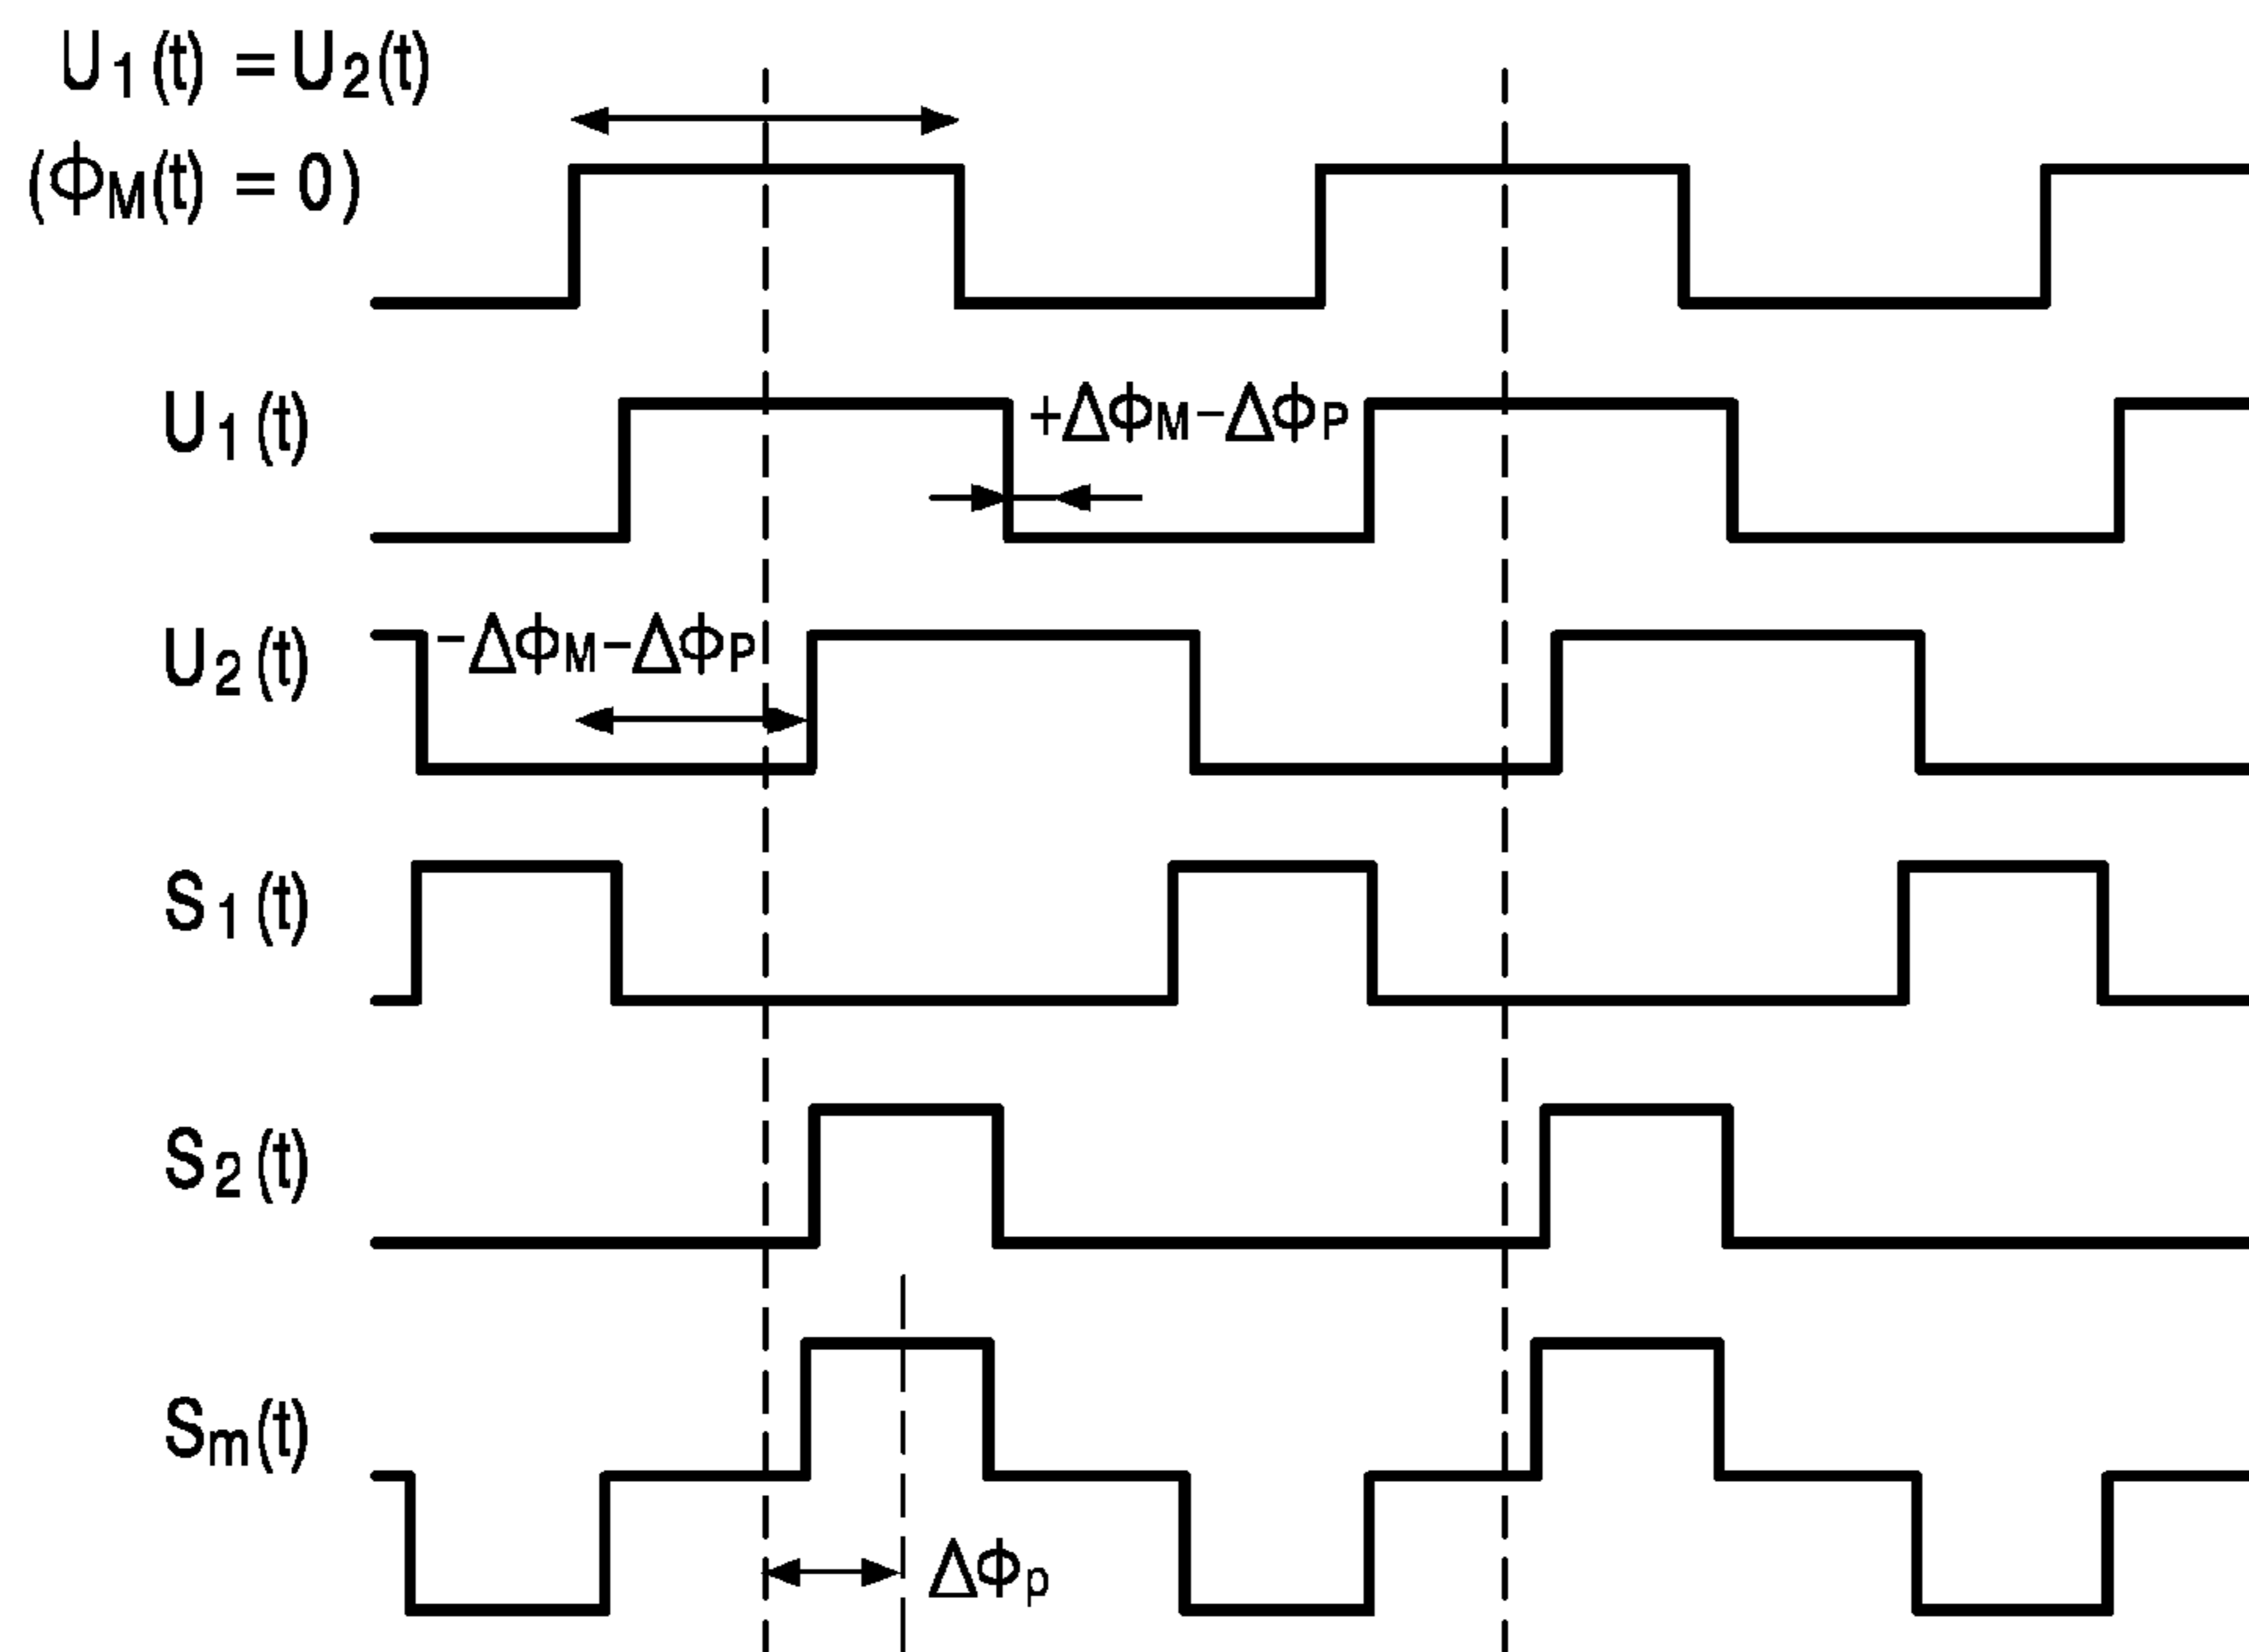 U₁(t) = U₂(t)
(ΦM(t) = 0)
U₁(t)
+ΔΦM−ΔΦP
U₂(t)
−ΔΦM−ΔΦP
S₁(t)
S₂(t)
Sm(t)
ΔΦp